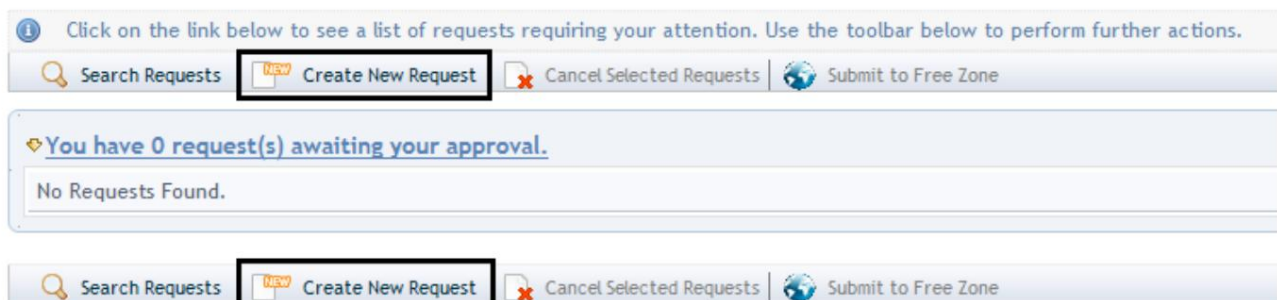 Click on the link below to see a list of requests requiring your attention. Use the toolbar below to perform further actions.
Search Requests NEW Create New Request Cancel Selected Requests Submit to Free Zone
You have 0 request(s) awaiting your approval.
No Requests Found.
Search Requests NEW Create New Request Cancel Selected Requests Submit to Free Zone